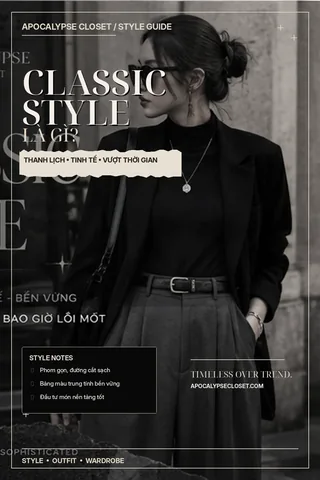 APOCALYPSE CLOSET / STYLE GUIDE
CLASSIC
STYLE
LÀ GÌ?
THANH LỊCH • TINH TẾ • VƯỢT THỜI GIAN
- BỀN VỮNG
BAO GIỜ LỖI MỐT
STYLE NOTES
Phom gọn, đường cắt sạch
Bảng màu trung tính bền vững
Đầu tư món nền tảng tốt
TIMELESS OVER TREND.
APOCALYPSECLOSET.COM
SOPHISTICATED
STYLE • OUTFIT • WARDROBE